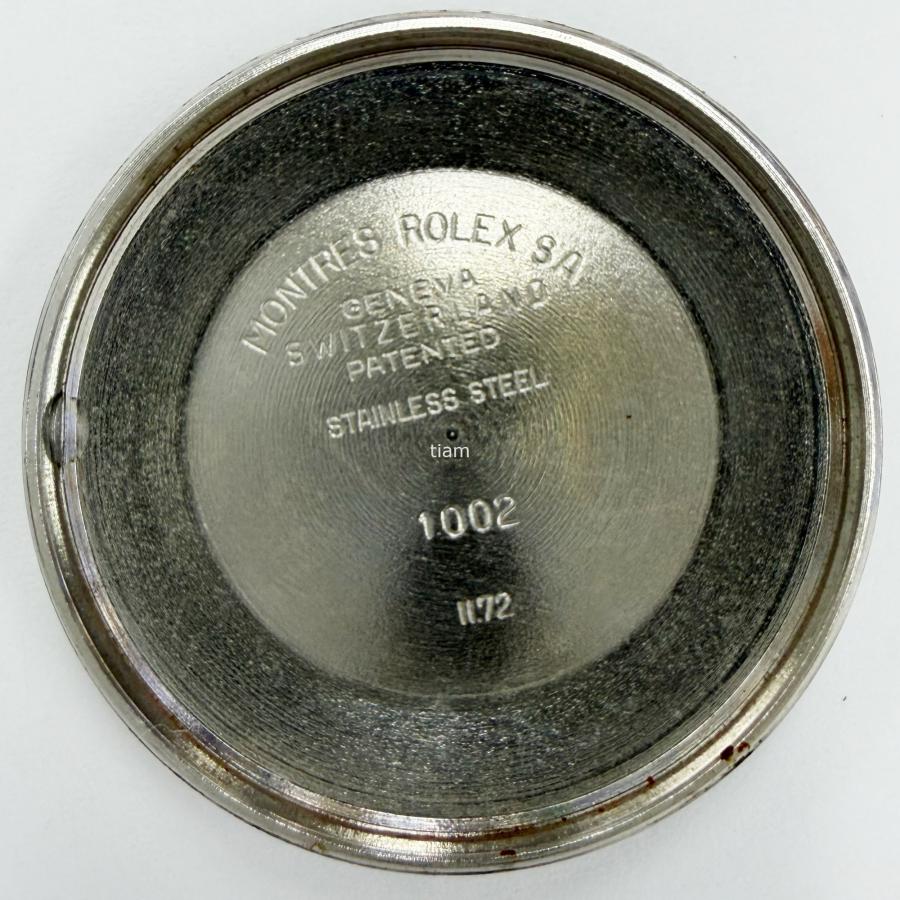 MONTRES ROLEX S.A.
GENEVA
SWITZERLAND
PATENTED
STAINLESS STEEL
tiam
1002
II.72